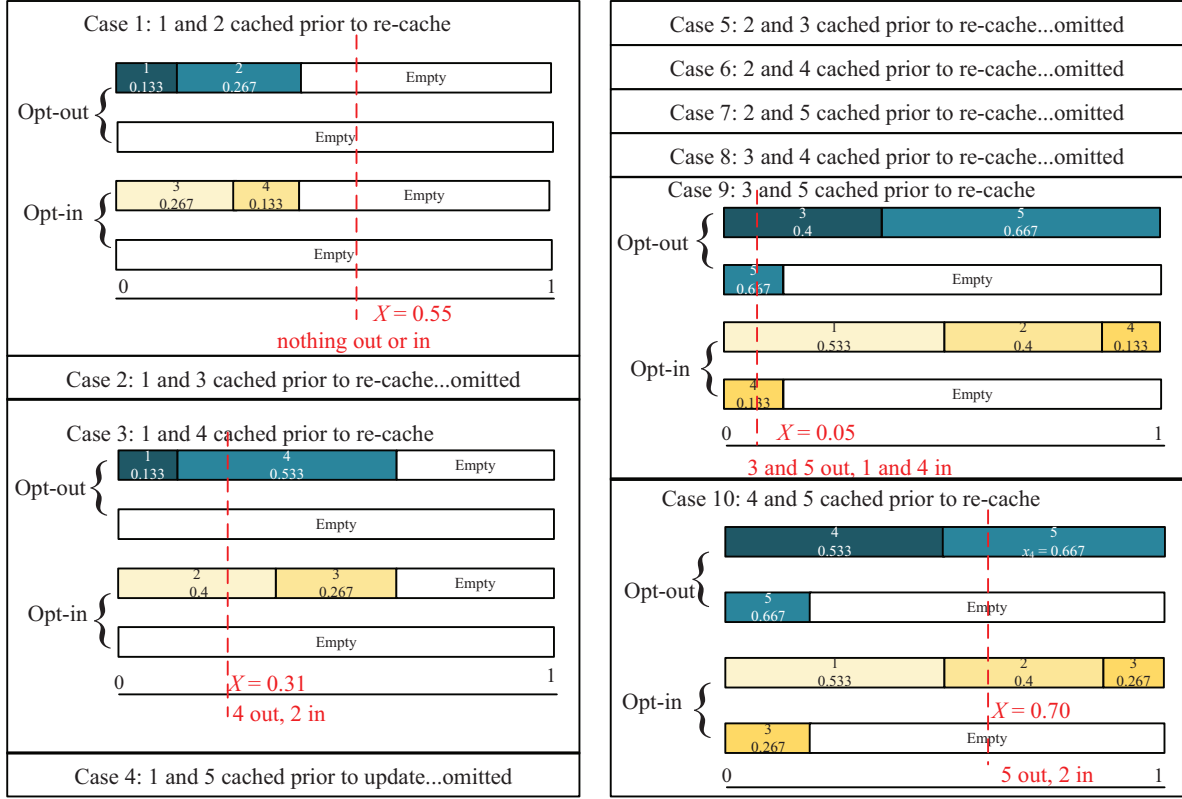 Case 1: 1 and 2 cached prior to re-cache
1 2 Empty
0.133 0.267
Opt-out
Empty
3 4 Empty
0.267 0.133
Opt-in
Empty
0 1
X = 0.55
nothing out or in
Case 2: 1 and 3 cached prior to re-cache...omitted
Case 3: 1 and 4 cached prior to re-cache
1 4 Empty
0.133 0.533
Opt-out
Empty
2 3 Empty
0.4 0.267
Opt-in
Empty
0 1
X = 0.31
4 out, 2 in
Case 4: 1 and 5 cached prior to update...omitted
Case 5: 2 and 3 cached prior to re-cache...omitted
Case 6: 2 and 4 cached prior to re-cache...omitted
Case 7: 2 and 5 cached prior to re-cache...omitted
Case 8: 3 and 4 cached prior to re-cache...omitted
Case 9: 3 and 5 cached prior to re-cache
3 5
0.4 0.667
Opt-out
5 Empty
0.667
1 2 4
0.533 0.4 0.133
Opt-in
4 Empty
0.133
0 1
X = 0.05
3 and 5 out, 1 and 4 in
Case 10: 4 and 5 cached prior to re-cache
4 5
0.533 x₄ = 0.667
Opt-out
5 Empty
0.667
1 2 3
0.533 0.4 0.267
Opt-in
X = 0.70
3 Empty
0.267
0 1
5 out, 2 in